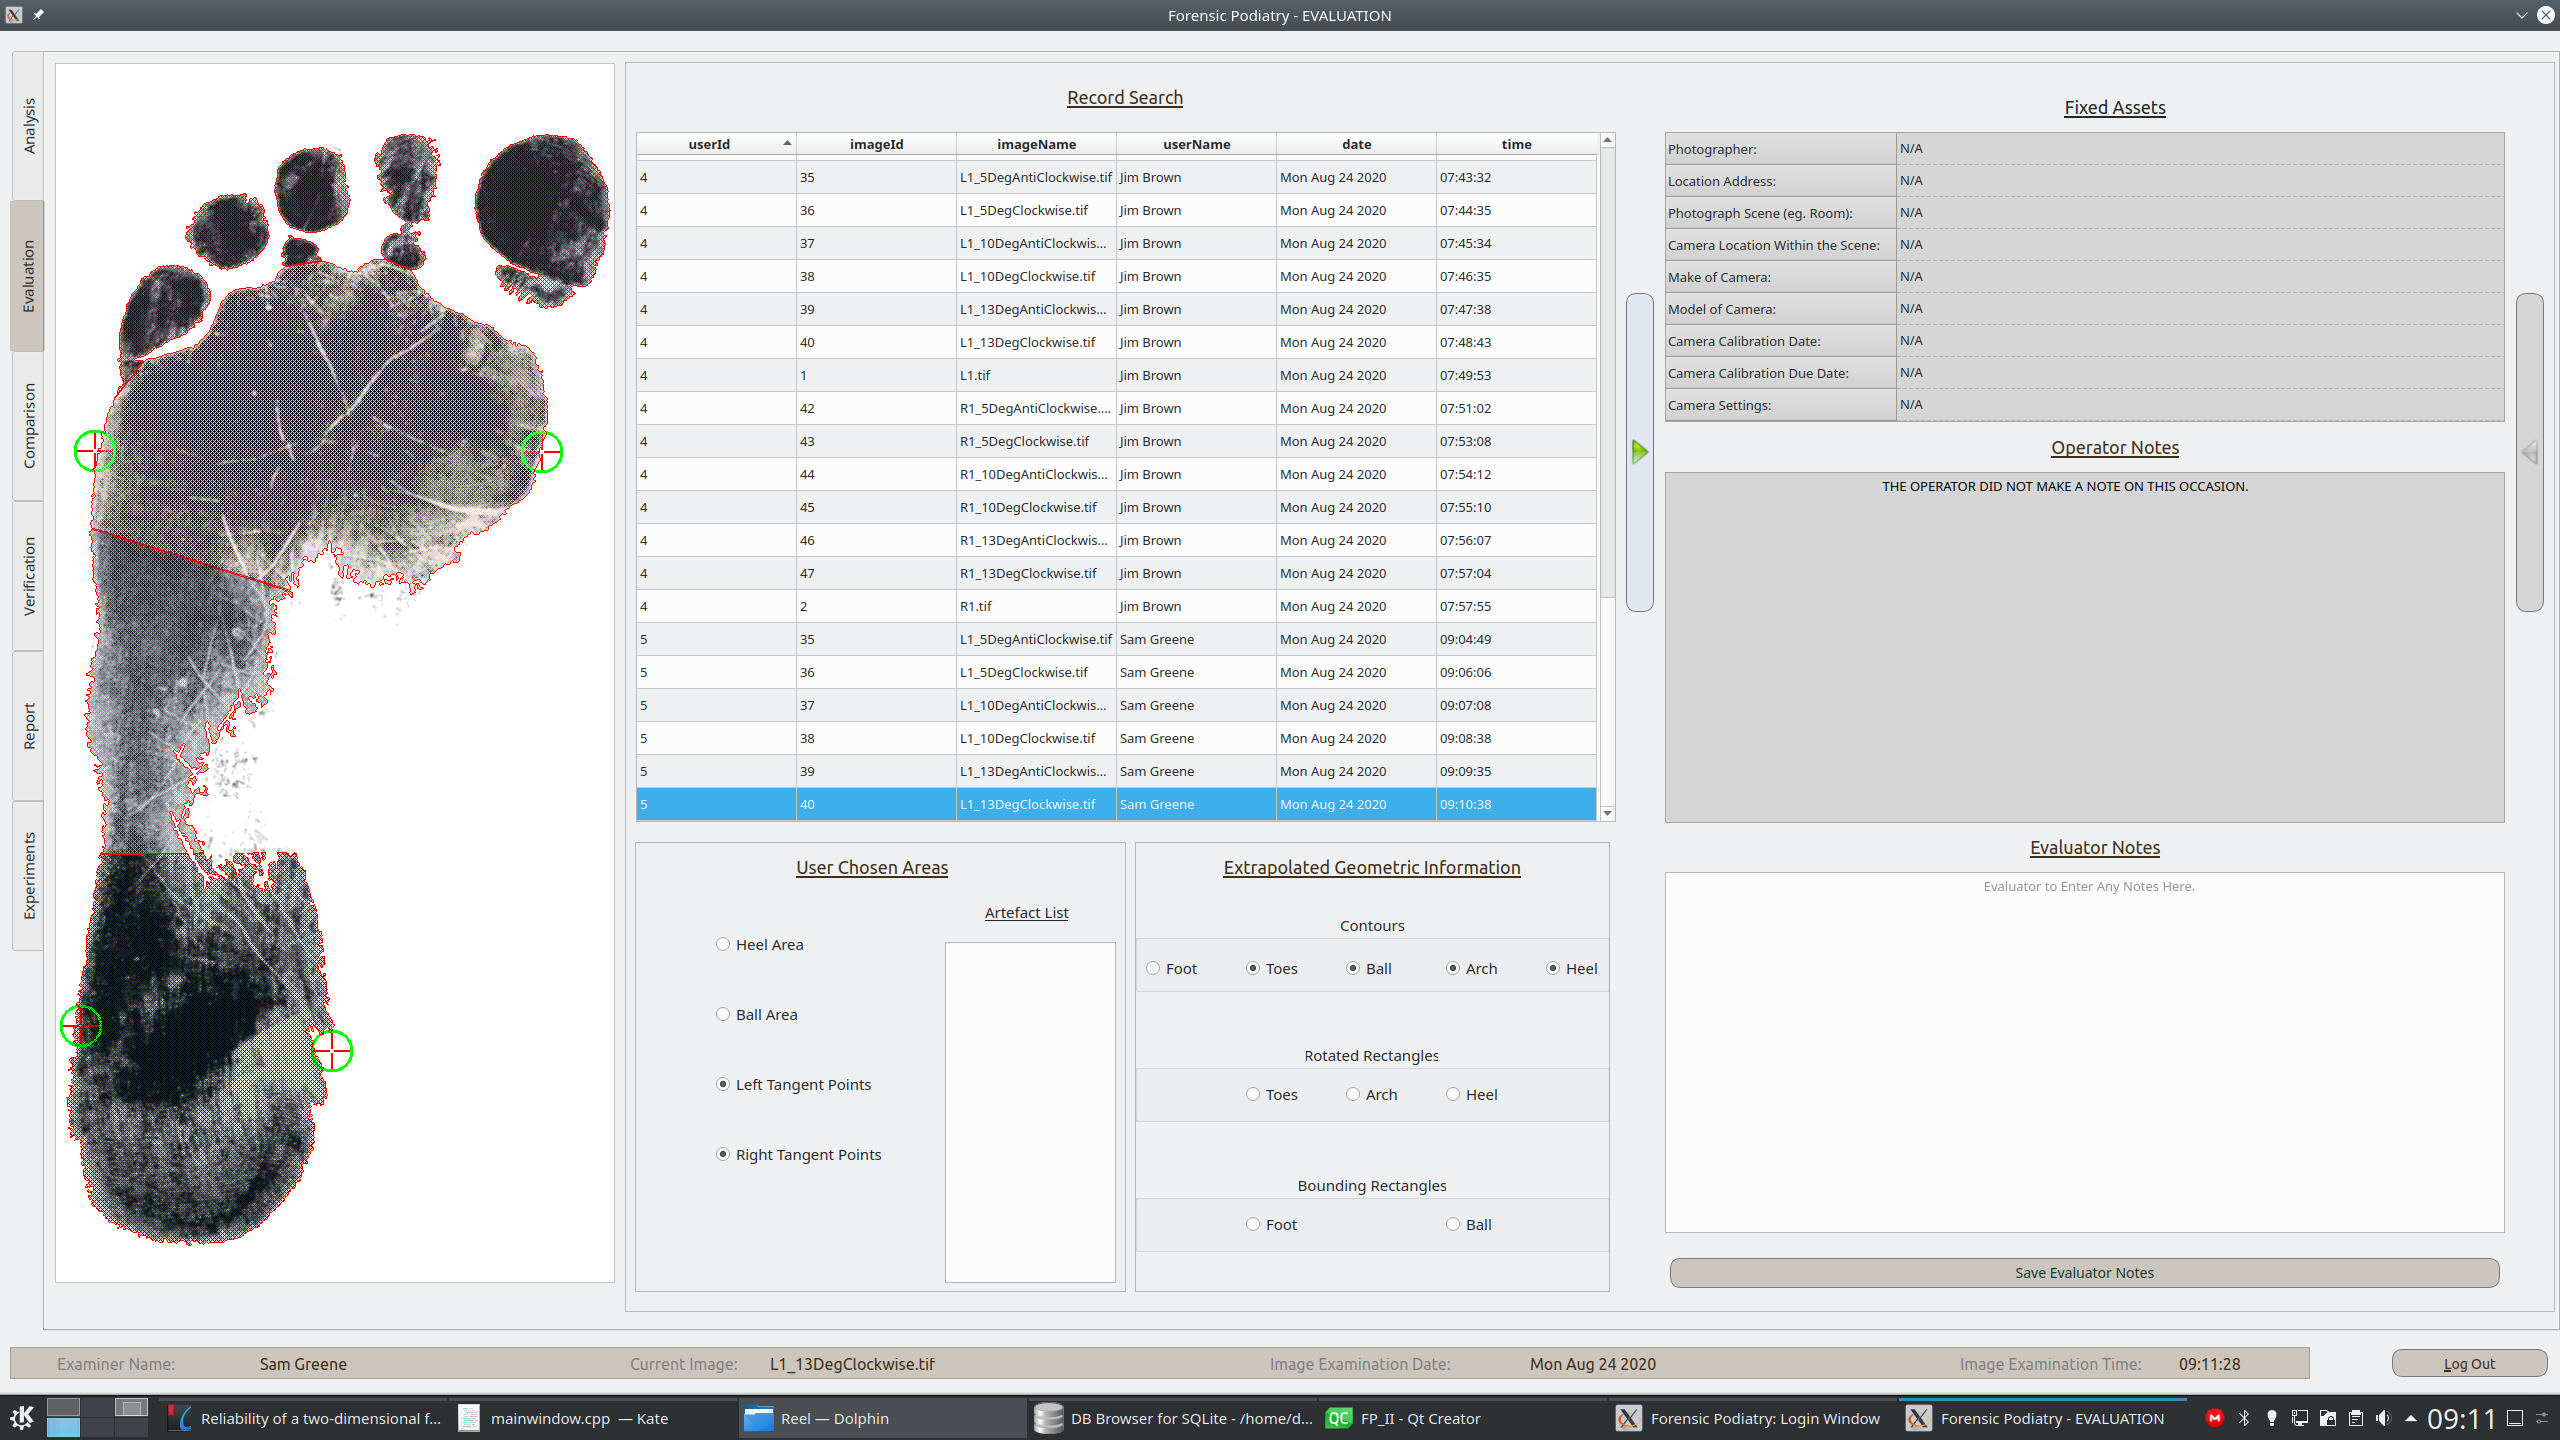 Forensic Podiatry - EVALUATION
Analysis
Evaluation
Comparison
Verification
Report
Experiments
Record Search
userId imageId imageName userName date time
4 35 L1_5DegAntiClockwise.tif Jim Brown Mon Aug 24 2020 07:43:32
4 36 L1_5DegClockwise.tif Jim Brown Mon Aug 24 2020 07:44:35
4 37 L1_10DegAntiClockwis... Jim Brown Mon Aug 24 2020 07:45:34
4 38 L1_10DegClockwise.tif Jim Brown Mon Aug 24 2020 07:46:35
4 39 L1_13DegAntiClockwis... Jim Brown Mon Aug 24 2020 07:47:38
4 40 L1_13DegClockwise.tif Jim Brown Mon Aug 24 2020 07:48:43
4 1 L1.tif Jim Brown Mon Aug 24 2020 07:49:53
4 42 R1_5DegAntiClockwise.... Jim Brown Mon Aug 24 2020 07:51:02
4 43 R1_5DegClockwise.tif Jim Brown Mon Aug 24 2020 07:53:08
4 44 R1_10DegAntiClockwis... Jim Brown Mon Aug 24 2020 07:54:12
4 45 R1_10DegClockwise.tif Jim Brown Mon Aug 24 2020 07:55:10
4 46 R1_13DegAntiClockwis... Jim Brown Mon Aug 24 2020 07:56:07
4 47 R1_13DegClockwise.tif Jim Brown Mon Aug 24 2020 07:57:04
4 2 R1.tif Jim Brown Mon Aug 24 2020 07:57:55
5 35 L1_5DegAntiClockwise.tif Sam Greene Mon Aug 24 2020 09:04:49
5 36 L1_5DegClockwise.tif Sam Greene Mon Aug 24 2020 09:06:06
5 37 L1_10DegAntiClockwis... Sam Greene Mon Aug 24 2020 09:07:08
5 38 L1_10DegClockwise.tif Sam Greene Mon Aug 24 2020 09:08:38
5 39 L1_13DegAntiClockwis... Sam Greene Mon Aug 24 2020 09:09:35
5 40 L1_13DegClockwise.tif Sam Greene Mon Aug 24 2020 09:10:38
User Chosen Areas
Artefact List
Heel Area
Ball Area
Left Tangent Points
Right Tangent Points
Extrapolated Geometric Information
Contours
Foot Toes Ball Arch Heel
Rotated Rectangles
Toes Arch Heel
Bounding Rectangles
Foot Ball
Fixed Assets
Photographer: N/A
Location Address: N/A
Photograph Scene (eg. Room): N/A
Camera Location Within the Scene: N/A
Make of Camera: N/A
Model of Camera: N/A
Camera Calibration Date: N/A
Camera Calibration Due Date: N/A
Camera Settings: N/A
Operator Notes
THE OPERATOR DID NOT MAKE A NOTE ON THIS OCCASION.
Evaluator Notes
Evaluator to Enter Any Notes Here.
Save Evaluator Notes
Examiner Name: Sam Greene Current Image: L1_13DegClockwise.tif Image Examination Date: Mon Aug 24 2020 Image Examination Time: 09:11:28
Log Out
Reliability of a two-dimensional f... mainwindow.cpp — Kate Reel — Dolphin DB Browser for SQLite - /home/d... QC FP_II - Qt Creator Forensic Podiatry: Login Window Forensic Podiatry - EVALUATION 09:11